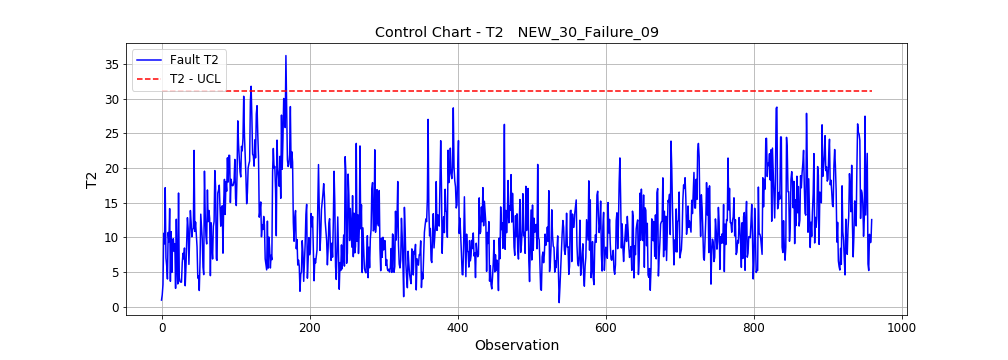 Control Chart - T2   NEW_30_Failure_09
Fault T2
T2 - UCL
35
30
25
20
15
10
5
0
T2
0 200 400 600 800 1000
Observation